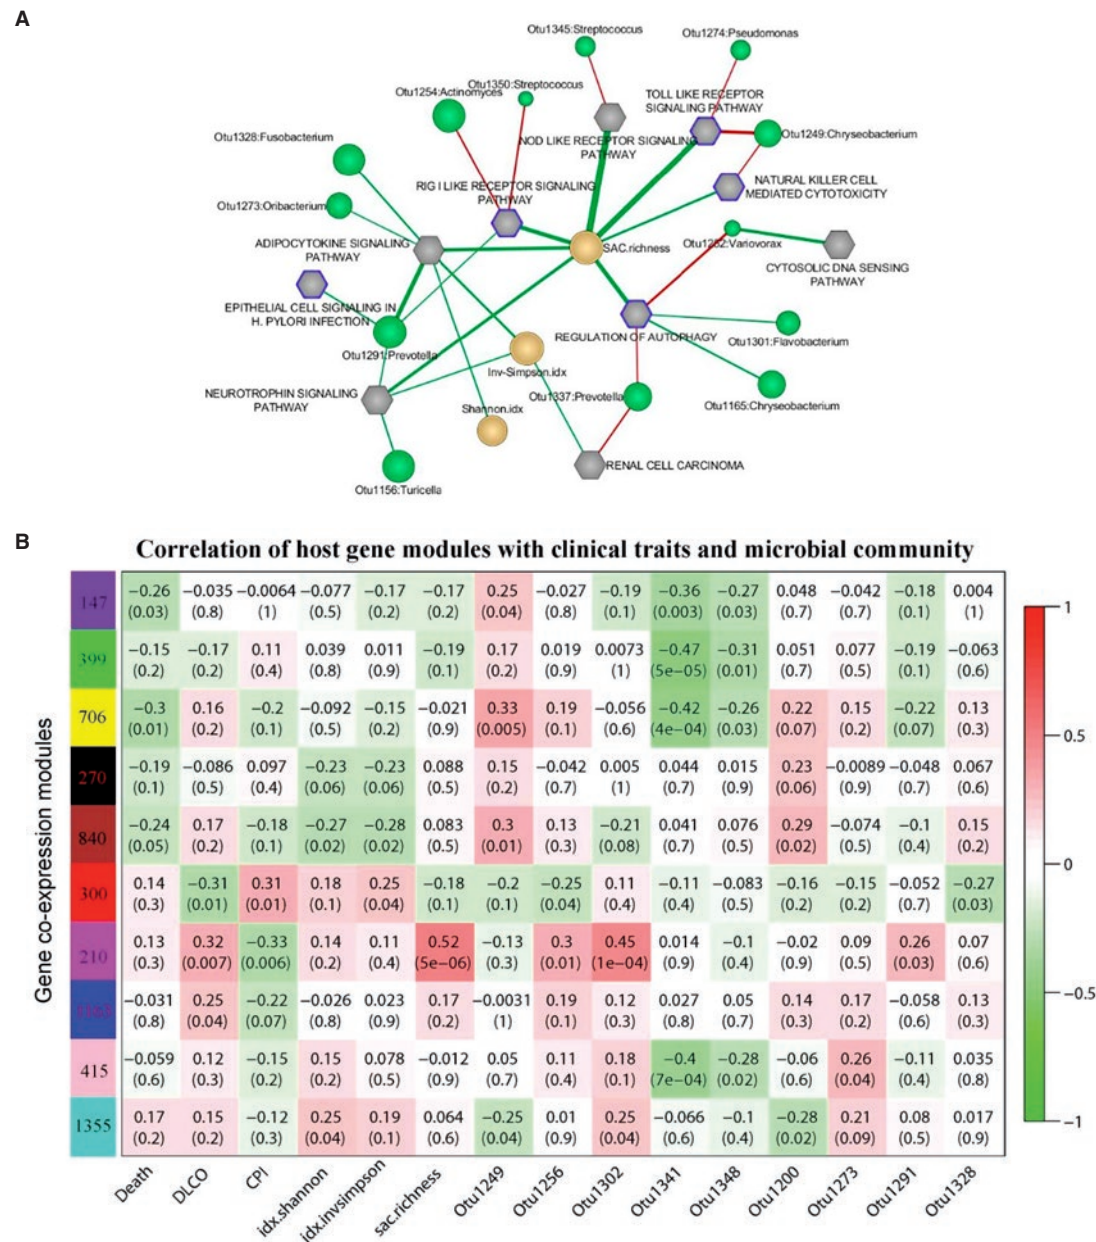 A
Otu1345:Streptococcus
Otu1274:Pseudomonas
Otu1350:Streptococcus
Otu1254:Actinomyces
TOLL LIKE RECEPTOR
SIGNALING PATHWAY
Otu1328:Fusobacterium
NOD LIKE RECEPTOR SIGNALING
PATHWAY
Otu1249:Chryseobacterium
RIG I LIKE RECEPTOR SIGNALING
PATHWAY
NATURAL KILLER CELL
MEDIATED CYTOTOXICITY
Otu1273:Oribacterium
ADIPOCYTOKINE SIGNALING
PATHWAY
SAC.richness
Otu1252:Variovorax
CYTOSOLIC DNA SENSING
PATHWAY
EPITHELIAL CELL SIGNALING IN
H. PYLORI INFECTION
REGULATION OF AUTOPHAGY
Otu1301:Flavobacterium
Otu1291:Prevotella
Inv-Simpson.idx
NEUROTROPHIN SIGNALING
PATHWAY
Shannon.idx
Otu1337:Prevotella
Otu1165:Chryseobacterium
RENAL CELL CARCINOMA
Otu1156:Turicella
B
Correlation of host gene modules with clinical traits and microbial community
Gene co-expression modules
147 −0.26 −0.035 −0.0064 −0.077 −0.17 −0.17 0.25 −0.027 −0.19 −0.36 −0.27 0.048 −0.042 −0.18 0.004
(0.03) (0.8) (1) (0.5) (0.2) (0.2) (0.04) (0.8) (0.1) (0.003) (0.03) (0.7) (0.7) (0.1) (1)
399 −0.15 −0.17 0.11 0.039 0.011 −0.19 0.17 0.019 0.0073 −0.47 −0.31 0.051 0.077 −0.19 −0.063
(0.2) (0.2) (0.4) (0.8) (0.9) (0.1) (0.2) (0.9) (1) (5e−05) (0.01) (0.7) (0.5) (0.1) (0.6)
706 −0.3 0.16 −0.2 −0.092 −0.15 −0.021 0.33 0.19 −0.056 −0.42 −0.26 0.22 0.15 −0.22 0.13
(0.01) (0.2) (0.1) (0.5) (0.2) (0.9) (0.005) (0.1) (0.6) (4e−04) (0.03) (0.07) (0.2) (0.07) (0.3)
270 −0.19 −0.086 0.097 −0.23 −0.23 0.088 0.15 −0.042 0.005 0.044 0.015 0.23 −0.0089 −0.048 0.067
(0.1) (0.5) (0.4) (0.06) (0.06) (0.5) (0.2) (0.7) (1) (0.7) (0.9) (0.06) (0.9) (0.7) (0.6)
840 −0.24 0.17 −0.18 −0.27 −0.28 0.083 0.3 0.13 −0.21 0.041 0.076 0.29 −0.074 −0.1 0.15
(0.05) (0.2) (0.1) (0.02) (0.02) (0.5) (0.01) (0.3) (0.08) (0.7) (0.5) (0.02) (0.5) (0.4) (0.2)
300 0.14 −0.31 0.31 0.18 0.25 −0.18 −0.2 −0.25 0.11 −0.11 −0.083 −0.16 −0.15 −0.052 −0.27
(0.3) (0.01) (0.01) (0.1) (0.04) (0.1) (0.1) (0.04) (0.4) (0.4) (0.5) (0.2) (0.2) (0.7) (0.03)
210 0.13 0.32 −0.33 0.14 0.11 0.52 −0.13 0.3 0.45 0.014 −0.1 −0.02 0.09 0.26 0.07
(0.3) (0.007) (0.006) (0.2) (0.4) (5e−06) (0.3) (0.01) (1e−04) (0.9) (0.4) (0.9) (0.5) (0.03) (0.6)
−0.031 0.25 −0.22 −0.026 0.023 0.17 −0.0031 0.19 0.12 0.027 0.05 0.14 0.17 −0.058 0.13
(0.8) (0.04) (0.07) (0.8) (0.9) (0.2) (1) (0.1) (0.3) (0.8) (0.7) (0.3) (0.2) (0.6) (0.3)
415 −0.059 0.12 −0.15 0.15 0.078 −0.012 0.05 0.11 0.18 −0.4 −0.28 −0.06 0.26 −0.11 0.035
(0.6) (0.3) (0.2) (0.2) (0.5) (0.9) (0.7) (0.4) (0.1) (7e−04) (0.02) (0.6) (0.04) (0.4) (0.8)
1355 0.17 0.15 −0.12 0.25 0.19 0.064 −0.25 0.01 0.25 −0.066 −0.1 −0.28 0.21 0.08 0.017
(0.2) (0.2) (0.3) (0.04) (0.1) (0.6) (0.04) (0.9) (0.04) (0.6) (0.4) (0.02) (0.09) (0.5) (0.9)
Death DLCO CPI idx.shannon idx.invsimpson sac.richness Otu1249 Otu1256 Otu1302 Otu1341 Otu1348 Otu1200 Otu1273 Otu1291 Otu1328
1
0.5
0
−0.5
−1